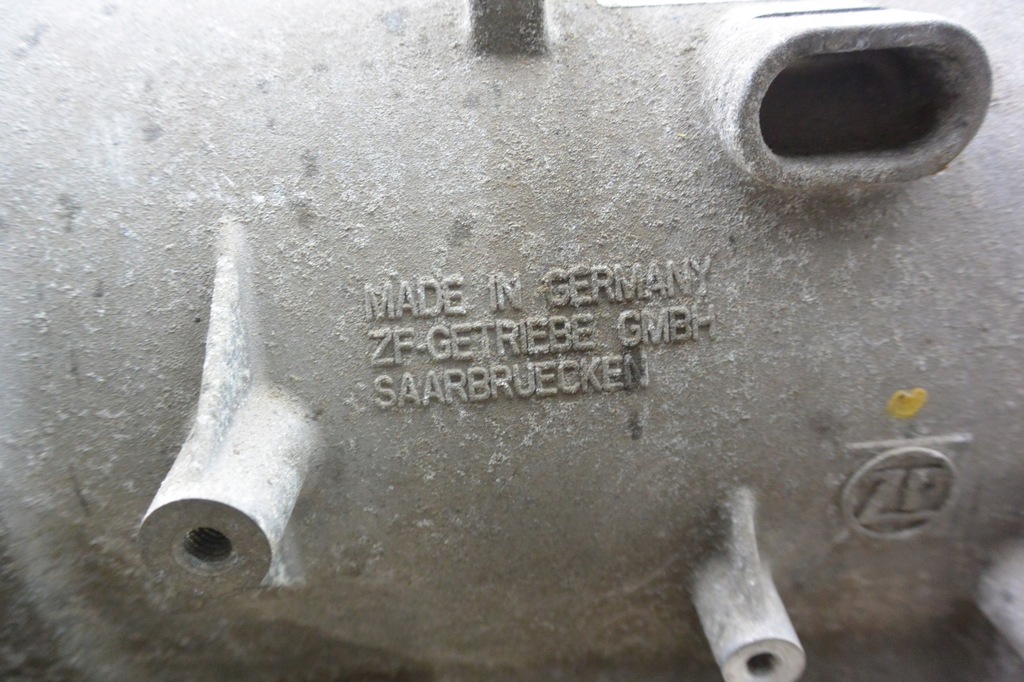 MADE IN GERMANY
ZF-GETRIEBE GMBH
SAARBRUECKEN
ZF